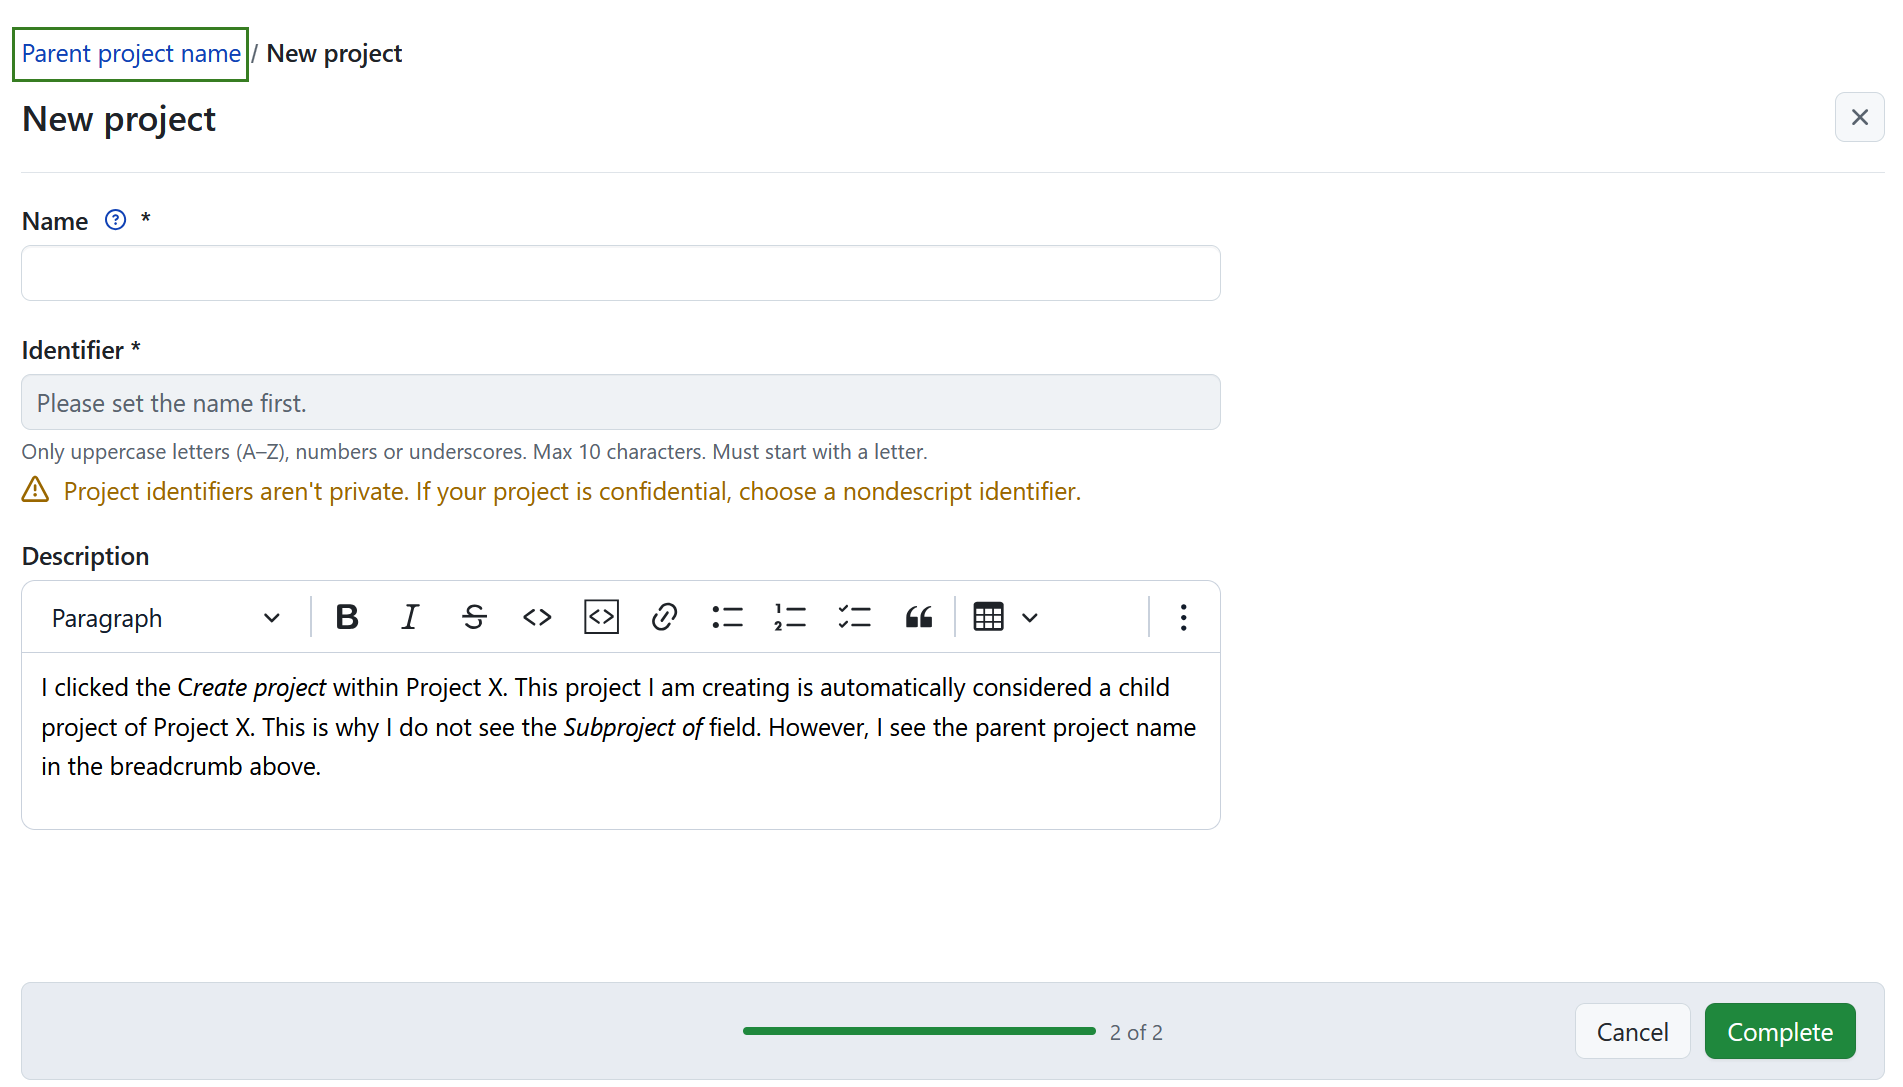 Parent project name / New project
New project
Name ? *
Identifier *
Please set the name first.
Only uppercase letters (A–Z), numbers or underscores. Max 10 characters. Must start with a letter.
Project identifiers aren't private. If your project is confidential, choose a nondescript identifier.
Description
Paragraph
I clicked the Create project within Project X. This project I am creating is automatically considered a child
project of Project X. This is why I do not see the Subproject of field. However, I see the parent project name
in the breadcrumb above.
2 of 2 Cancel Complete